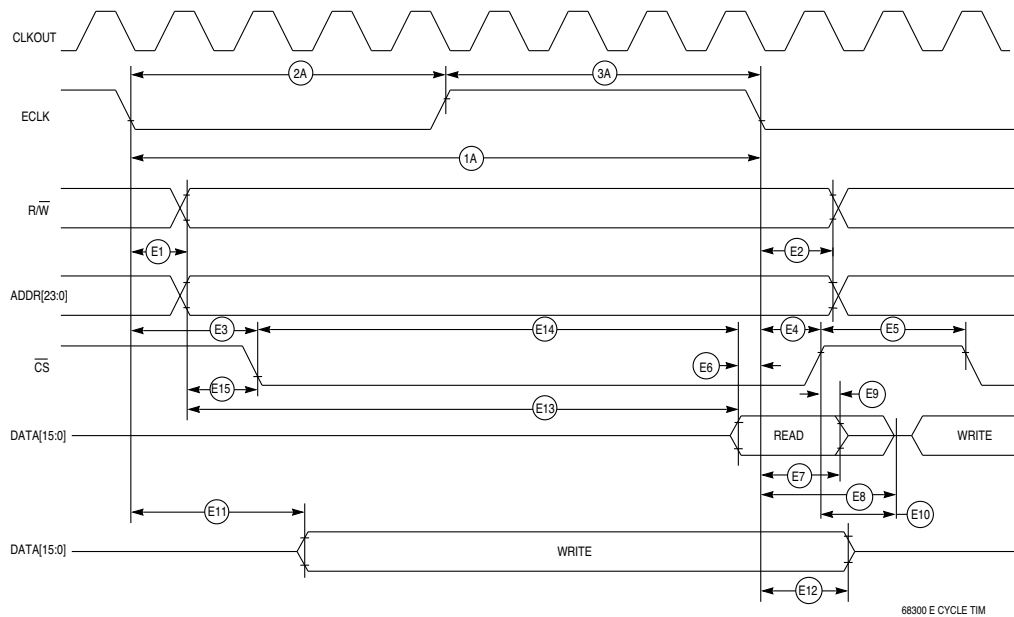 CLKOUT
2A
3A
ECLK
1A
R/W
E1
E2
ADDR[23:0]
E3
E14
E4
E5
CS
E6
E15
E9
E13
DATA[15:0]
READ
WRITE
E7
E8
E11
E10
DATA[15:0]
WRITE
E12
68300 E CYCLE TIM